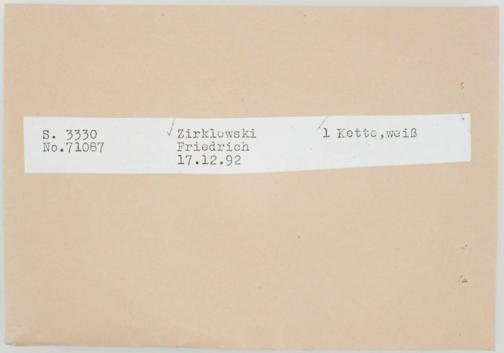 S. 3330 Zirklowski 1 Kette,weiß
No.71087 Friedrich
17.12.92